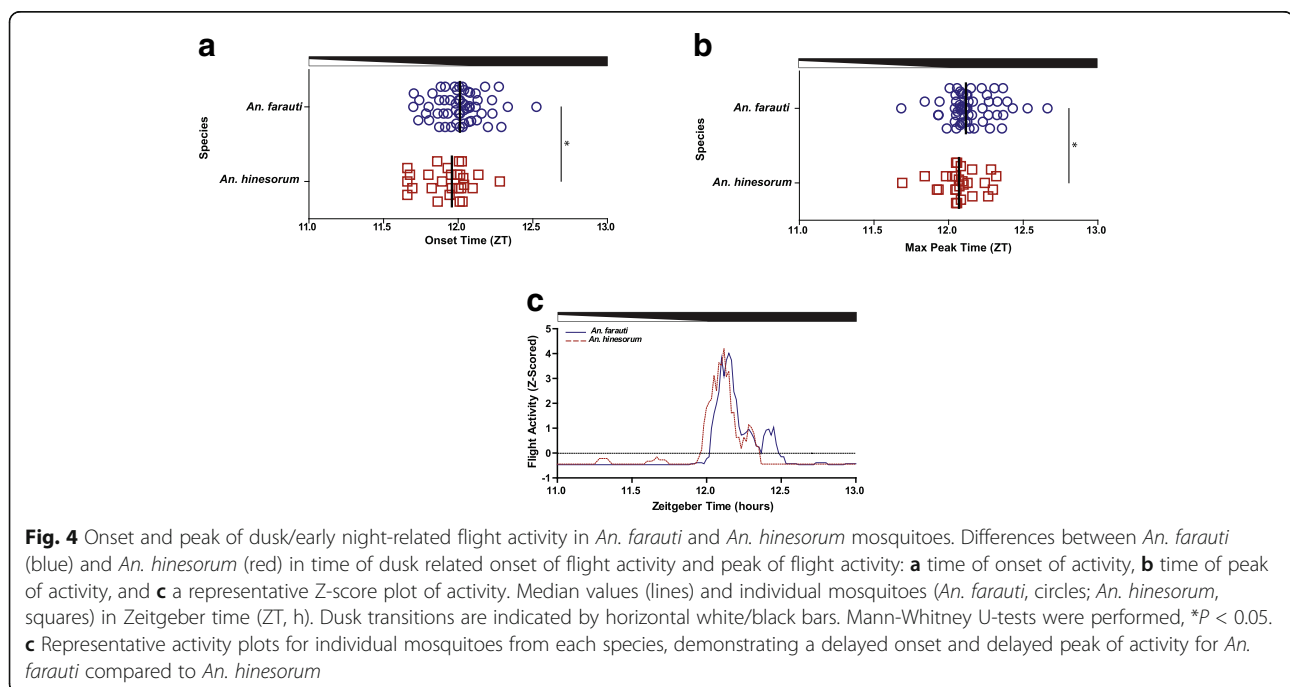 a
Species
An. farauti
An. hinesorum
*
11.0 11.5 12.0 12.5 13.0
Onset Time (ZT)
b
Species
An. farauti
An. hinesorum
*
11.0 11.5 12.0 12.5 13.0
Max Peak Time (ZT)
c
Flight Activity (Z-Scored)
5
4
3
2
1
0
-1
An. farauti
An. hinesorum
11.0 11.5 12.0 12.5 13.0
Zeitgeber Time (hours)
Fig. 4 Onset and peak of dusk/early night-related flight activity in An. farauti and An. hinesorum mosquitoes. Differences between An. farauti
(blue) and An. hinesorum (red) in time of dusk related onset of flight activity and peak of flight activity: a time of onset of activity, b time of peak
of activity, and c a representative Z-score plot of activity. Median values (lines) and individual mosquitoes (An. farauti, circles; An. hinesorum,
squares) in Zeitgeber time (ZT, h). Dusk transitions are indicated by horizontal white/black bars. Mann-Whitney U-tests were performed, *P < 0.05.
c Representative activity plots for individual mosquitoes from each species, demonstrating a delayed onset and delayed peak of activity for An.
farauti compared to An. hinesorum